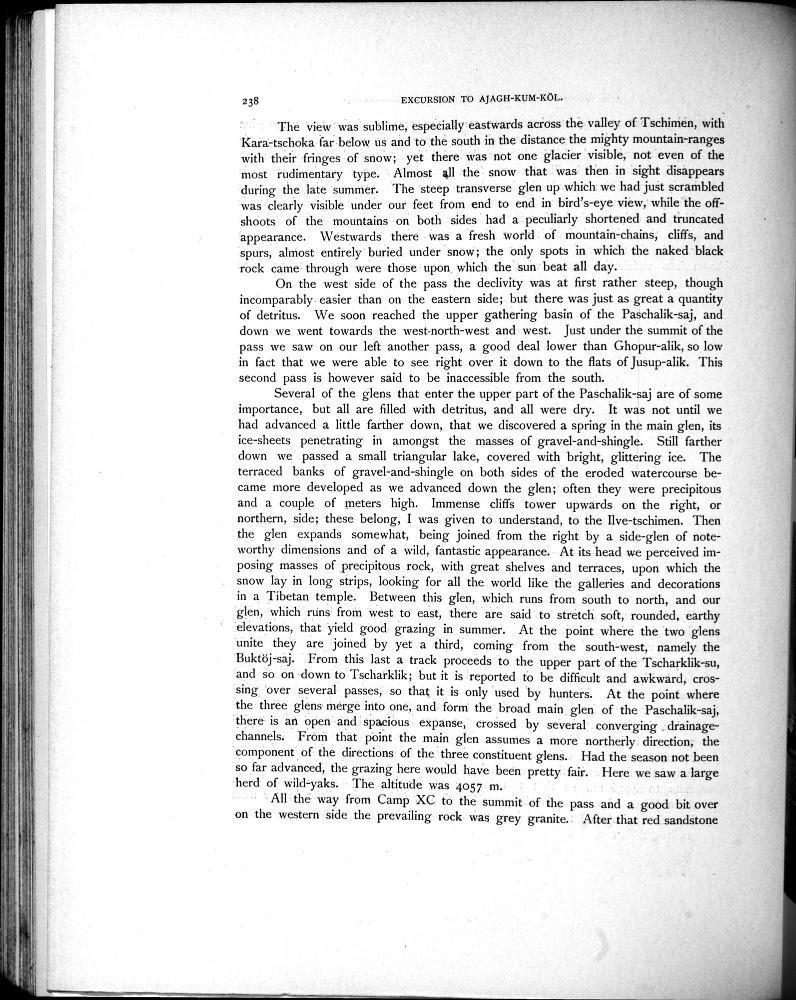 238
EXCURSION TO AJAGH-KUM-KÖL.
The view was sublime, especially eastwards across the valley of Tschimen, with
Kara-tschoka far below us and to the south in the distance the mighty mountain-ranges
with their fringes of snow; yet there was not one glacier visible, not even of the
most rudimentary type. Almost all the snow that was then in sight disappears
during the late summer. The steep transverse glen up which we had just scrambled
was clearly visible under our feet from end to end in bird's-eye view, while the off-
shoots of the mountains on both sides had a peculiarly shortened and truncated
appearance. Westwards there was a fresh world of mountain-chains, cliffs, and
spurs, almost entirely buried under snow; the only spots in which the naked black
rock came through were those upon which the sun beat all day.
On the west side of the pass the declivity was at first rather steep, though
incomparably easier than on the eastern side; but there was just as great a quantity
of detritus. We soon reached the upper gathering basin of the Paschalik-saj, and
down we went towards the west-north-west and west. Just under the summit of the
pass we saw on our left another pass, a good deal lower than Ghopur-alik, so low
in fact that we were able to see right over it down to the flats of Jusup-alik. This
second pass is however said to be inaccessible from the south.
Several of the glens that enter the upper part of the Paschalik-saj are of some
importance, but all are filled with detritus, and all were dry. It was not until we
had advanced a little farther down, that we discovered a spring in the main glen, its
ice-sheets penetrating in amongst the masses of gravel-and-shingle. Still farther
down we passed a small triangular lake, covered with bright, glittering ice. The
terraced banks of gravel-and-shingle on both sides of the eroded watercourse be-
came more developed as we advanced down the glen; often they were precipitous
and a couple of meters high. Immense cliffs tower upwards on the right, or
northern, side; these belong, I was given to understand, to the Ilve-tschimen. Then
the glen expands somewhat, being joined from the right by a side-glen of note-
worthy dimensions and of a wild, fantastic appearance. At its head we perceived im-
posing masses of precipitous rock, with great shelves and terraces, upon which the
snow lay in long strips, looking for all the world like the galleries and decorations
in a Tibetan temple. Between this glen, which runs from south to north, and our
glen, which runs from west to east, there are said to stretch soft, rounded, earthy
elevations, that yield good grazing in summer. At the point where the two glens
unite they are joined by yet a third, coming from the south-west, namely the
Buktöj-saj. From this last a track proceeds to the upper part of the Tscharklik-su,
and so on down to Tscharklik; but it is reported to be difficult and awkward, cros-
sing over several passes, so that it is only used by hunters. At the point where
the three glens merge into one, and form the broad main glen of the Paschalik-saj,
there is an open and spacious expanse, crossed by several converging drainage-
channels. From that point the main glen assumes a more northerly direction, the
component of the directions of the three constituent glens. Had the season not been
so far advanced, the grazing here would have been pretty fair. Here we saw a large
herd of wild-yaks. The altitude was 4057 m.
All the way from Camp XC to the summit of the pass and a good bit over
on the western side the prevailing rock was grey granite. After that red sandstone